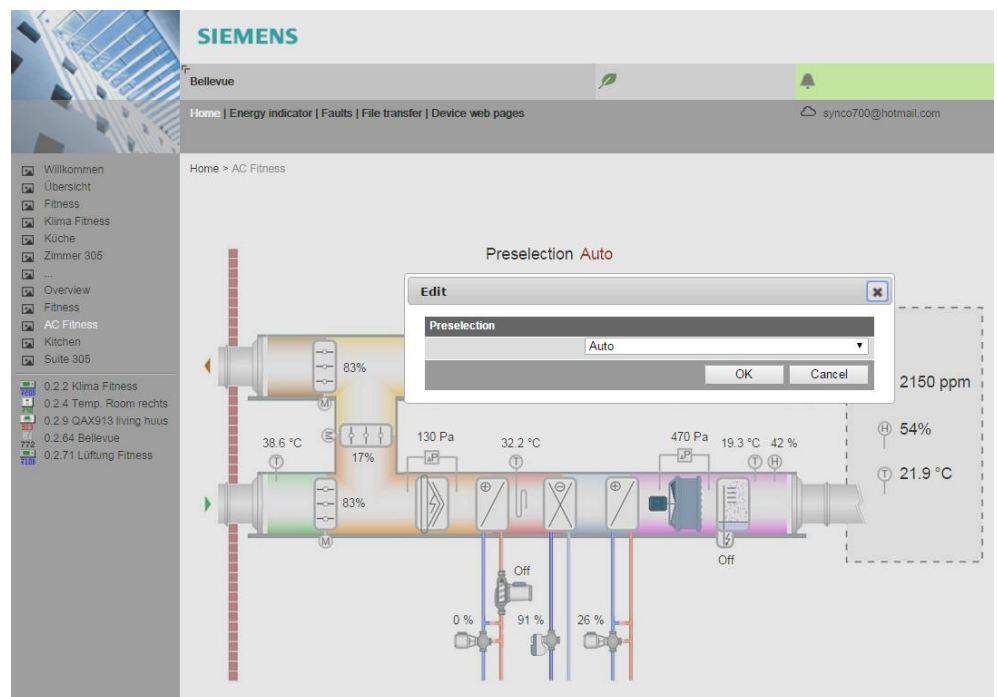 SIEMENS
Bellevue
Home | Energy indicator | Faults | File transfer | Device web pages
synco700@hotmail.com
Willkommen
Übersicht
Fitness
Klima Fitness
Küche
Zimmer 305
...
Overview
Fitness
AC Fitness
Kitchen
Suite 305
0.2.2 Klima Fitness
0.2.4 Temp. Room rechts
0.2.9 QAX913 living huus
913
0.2.64 Bellevue
772
0.2.71 Lüftung Fitness
Home > AC Fitness
Preselection Auto
Edit
Preselection
Auto
OK Cancel
83%
M
2150 ppm
H 54%
T 21.9 °C
38.6 °C
T
M
17%
130 Pa
ΔP
32.2 °C
T
470 Pa
ΔP
19.3 °C 42 %
T H
83%
M
Off
Off
0 % 91 % 26 %